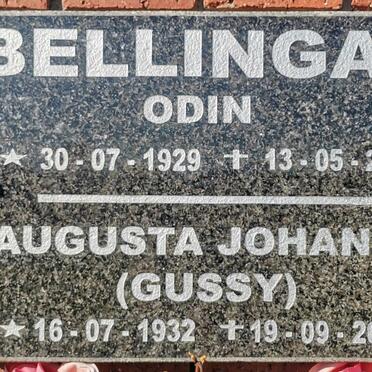 BELLINGA
ODIN
★ 30-07-1929 ✝ 13-05-2
AUGUSTA JOHAN
(GUSSY)
★ 16-07-1932 ✝ 19-09-20